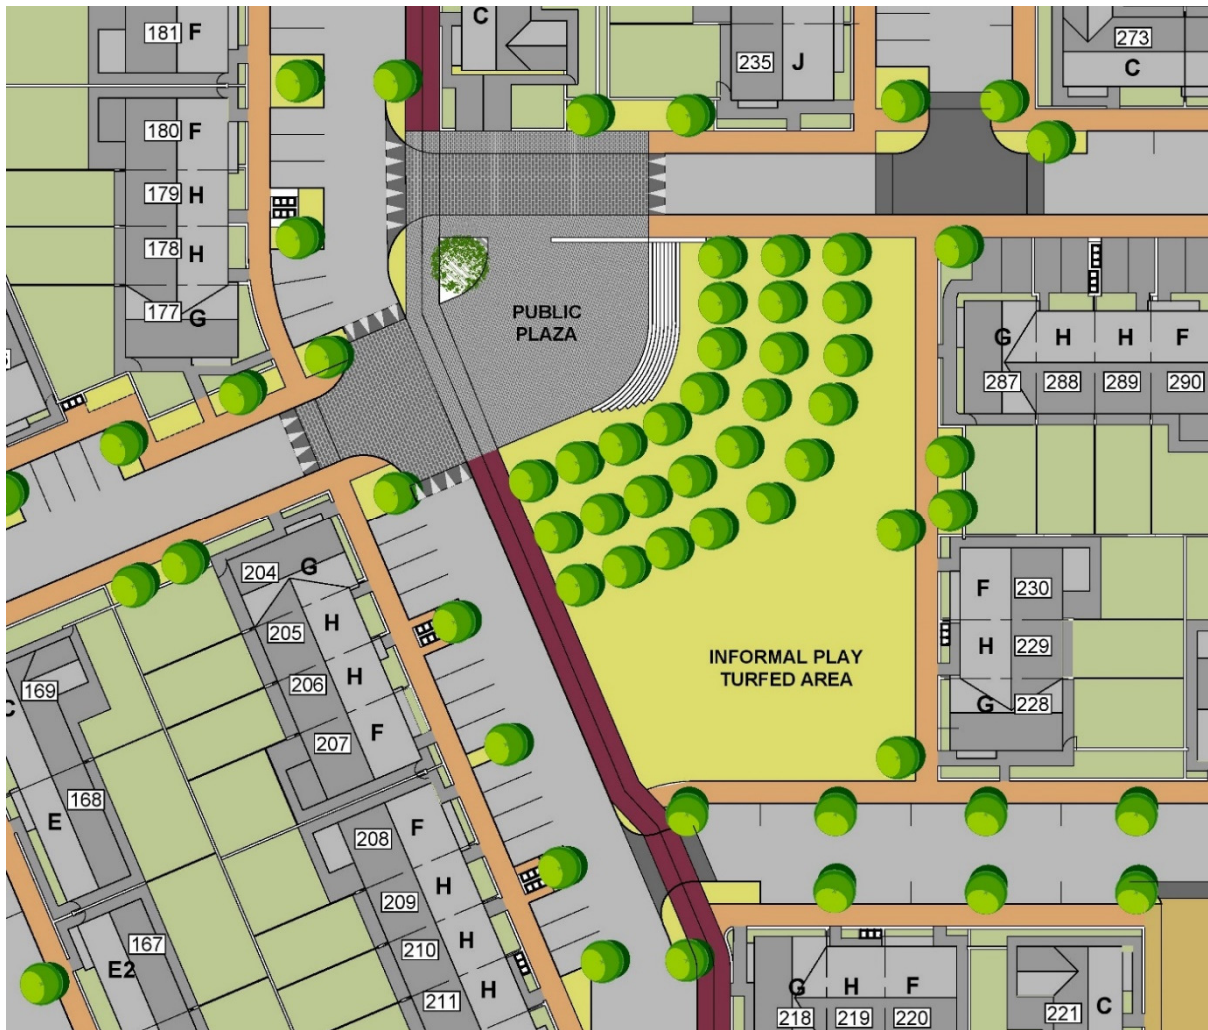 181 F
C
235 J
273
C
180 F
179 H
178 H
177 G
PUBLIC
PLAZA
G H H F
287 288 289 290
204 G
205 H
206 H
207 F
F 230
H 229
G 228
INFORMAL PLAY
TURFED AREA
169
C
168
E
208 F
209 H
210 H
211 H
167
E2
G H F
218 219 220
221 C